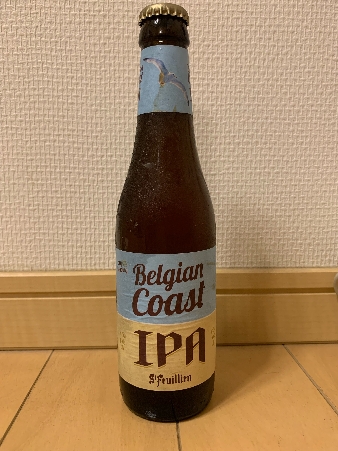 Belgian
Coast
IPA
St Feuillien